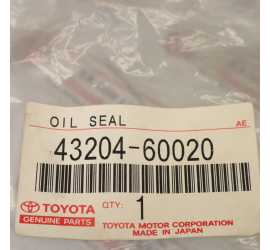 OIL SEAL
AE
43204-60020
TOYOTA
GENUINE PARTS
QTY:
1
TOYOTA MOTOR CORPORATION
MADE IN JAPAN